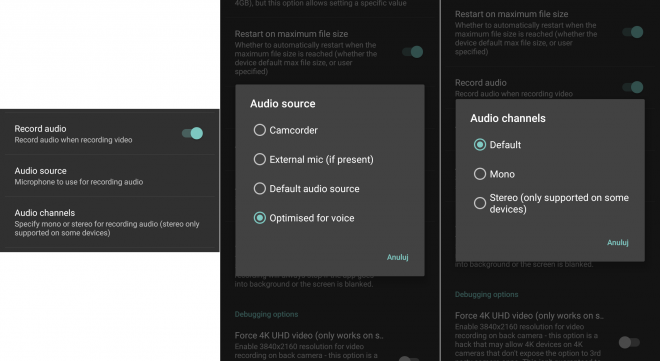 Record audio
Record audio when recording video
Audio source
Microphone to use for recording audio
Audio channels
Specify mono or stereo for recording audio (stereo only
supported on some devices)
4GB), but this option allows setting a specific value
Restart on maximum file size
Whether to automatically restart when the
maximum file size is reached (whether the
device default max file size, or user
specified)
Audio source
Camcorder
External mic (if present)
Default audio source
Optimised for voice
Anuluj
into background or the screen is blanked.
Debugging options
Force 4K UHD video (only works on s..
Enable 3840x2160 resolution for video
recording on back camera - this option is a
hack that may allow 4K devices on 4K
Restart on maximum file size
Whether to automatically restart when the
maximum file size is reached (whether the
device default max file size, or user
specified)
Record audio
Record audio when recording video
Audio channels
Default
Mono
Stereo (only supported on some
devices)
Anuluj
into background or the screen is blanked.
Debugging options
Force 4K UHD video (only works on s..
Enable 3840x2160 resolution for video
recording on back camera - this option is a
hack that may allow 4K devices on 4K
cameras that don't expose the option to 3rd